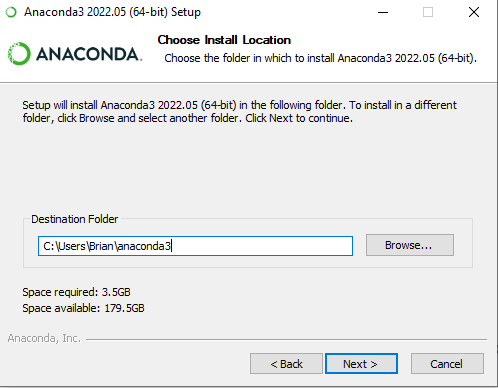 Anaconda3 2022.05 (64-bit) Setup
ANACONDA.
Choose Install Location
Choose the folder in which to install Anaconda3 2022.05 (64-bit).
Setup will install Anaconda3 2022.05 (64-bit) in the following folder. To install in a different
folder, click Browse and select another folder. Click Next to continue.
Destination Folder
C:\Users\Brian\anaconda3
Browse...
Space required: 3.5GB
Space available: 179.5GB
Anaconda, Inc.
< Back
Next >
Cancel